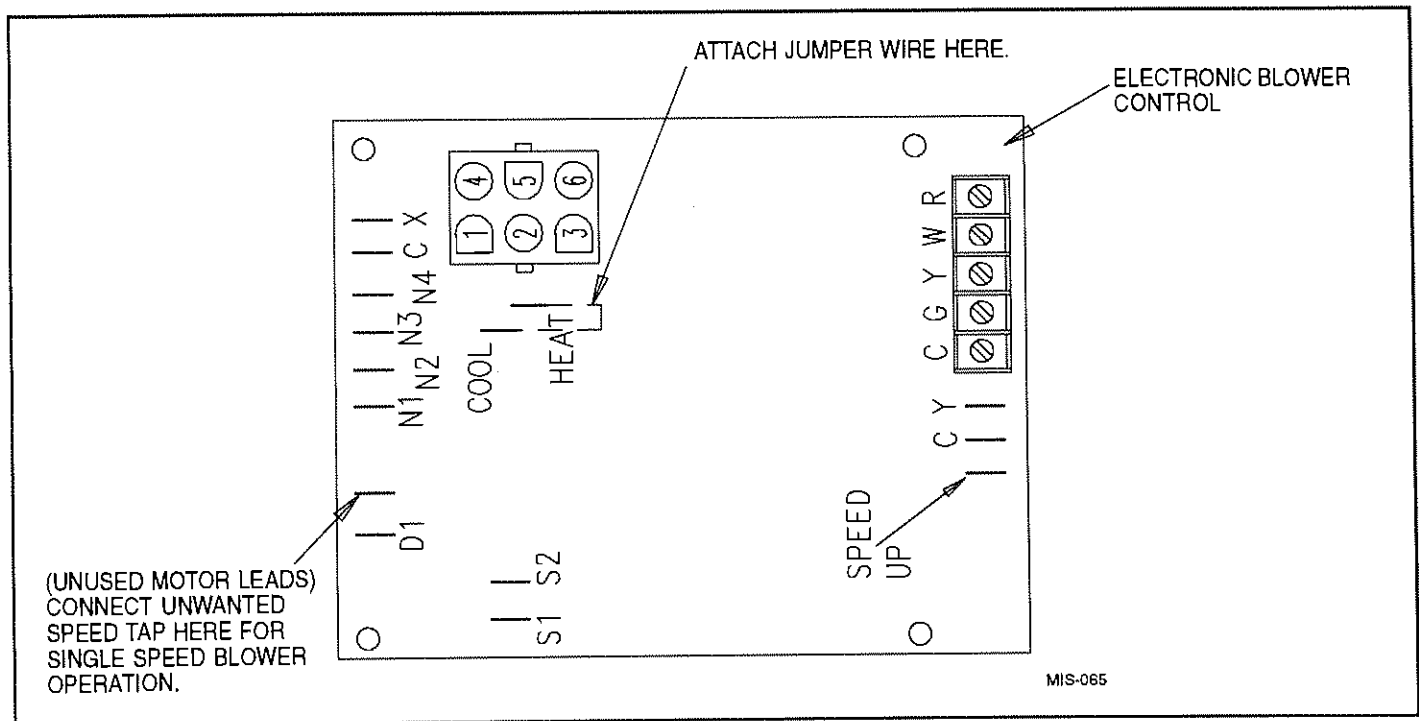 ATTACH JUMPER WIRE HERE.
ELECTRONIC BLOWER
CONTROL
4 5 6
1 2 3
X
C
N4
N3
N2
N1
COOL
HEAT
R
W
Y
G
C
Y
C
SPEED
UP
D1
S2
S1
(UNUSED MOTOR LEADS)
CONNECT UNWANTED
SPEED TAP HERE FOR
SINGLE SPEED BLOWER
OPERATION.
MIS-065